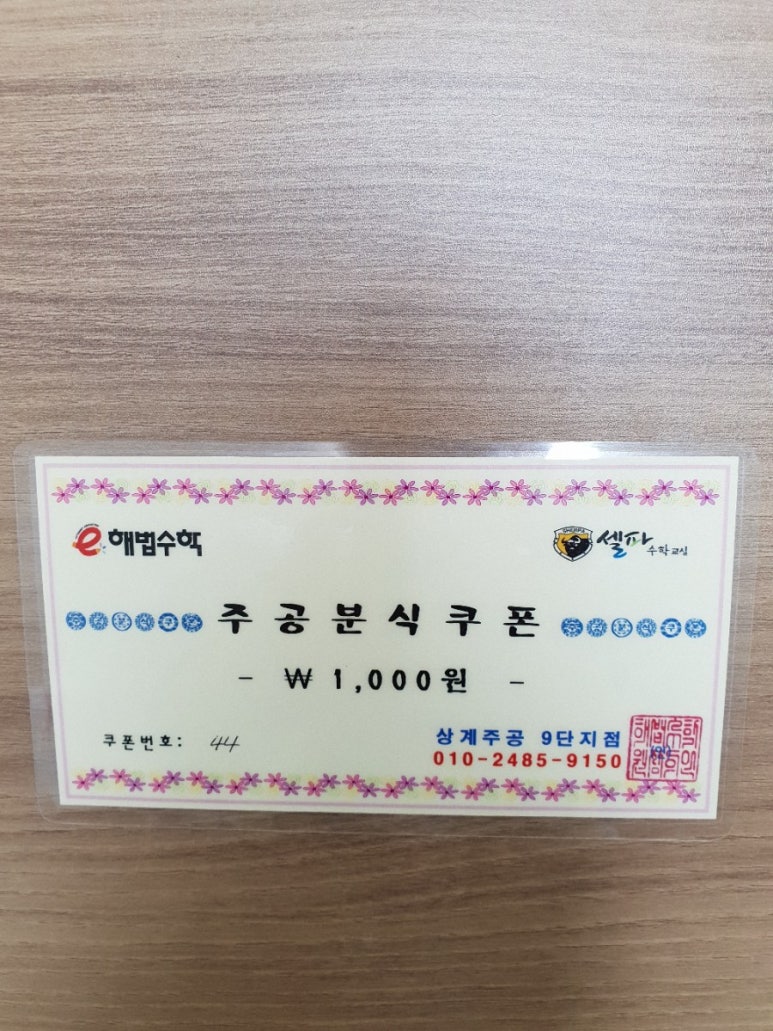 e해법수학
셀파 수학교실
주공분식쿠폰
- ₩1,000원 -
쿠폰번호: 44
상계주공 9단지점
010-2485-9150